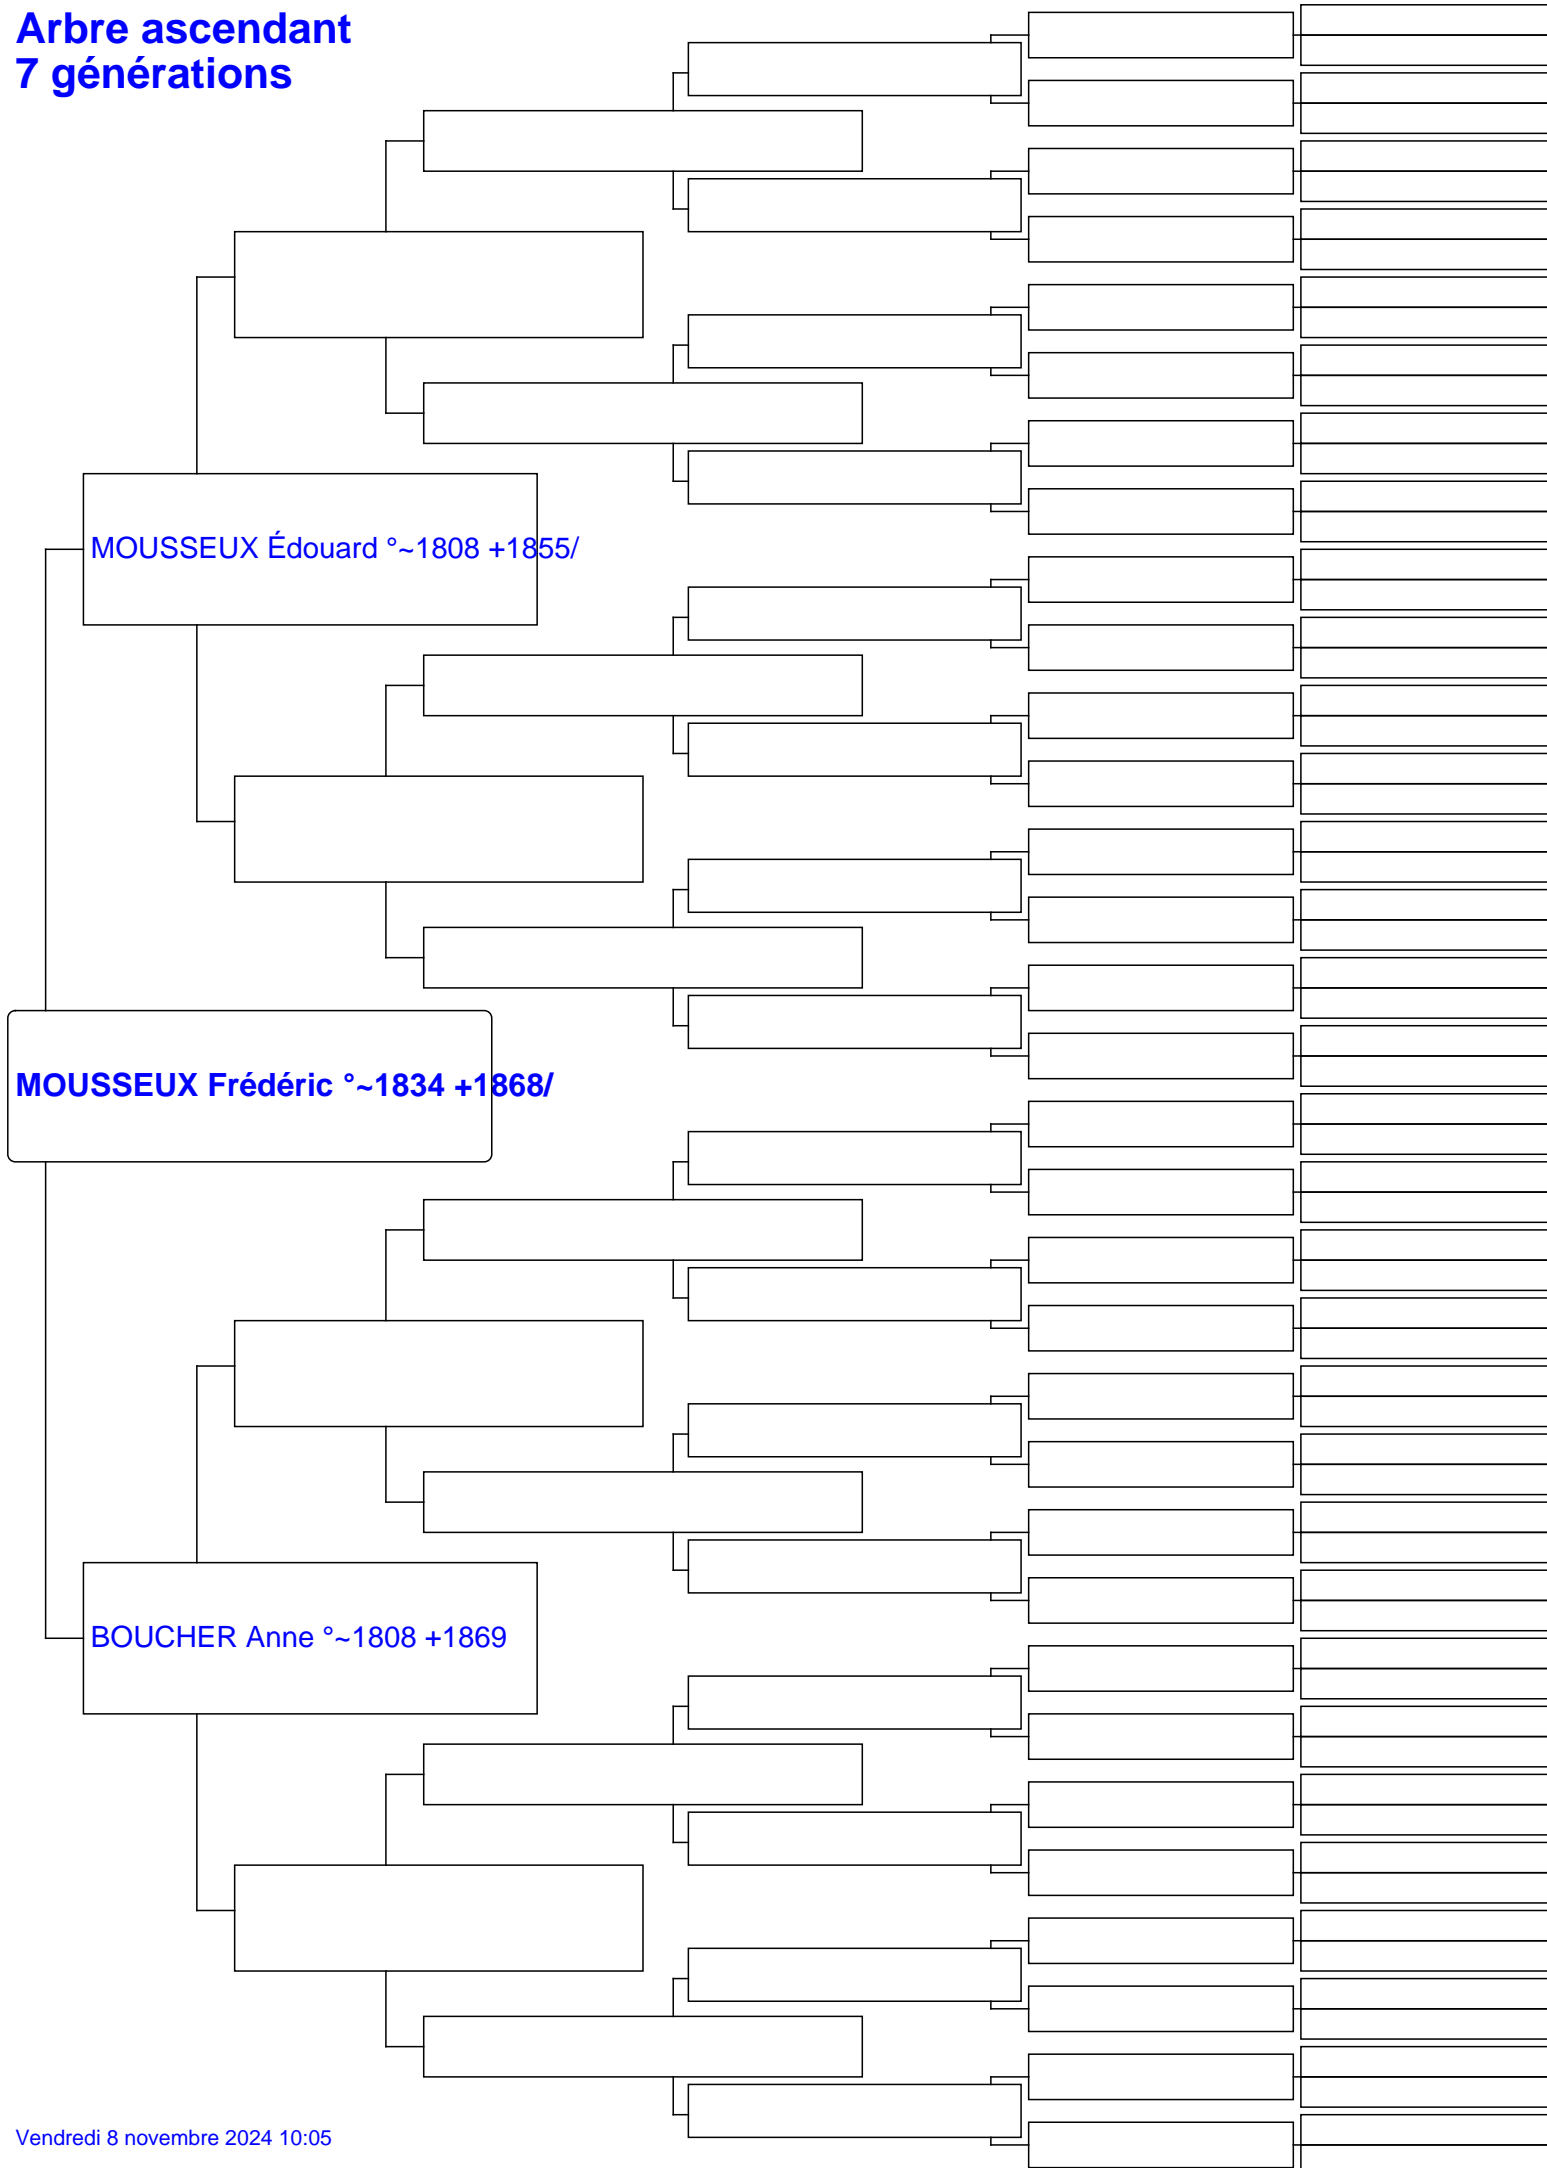 Arbre ascendant
7 générations
MOUSSEUX Édouard °~1808 +1855/
MOUSSEUX Frédéric °~1834 +1868/
BOUCHER Anne °~1808 +1869
Vendredi 8 novembre 2024 10:05